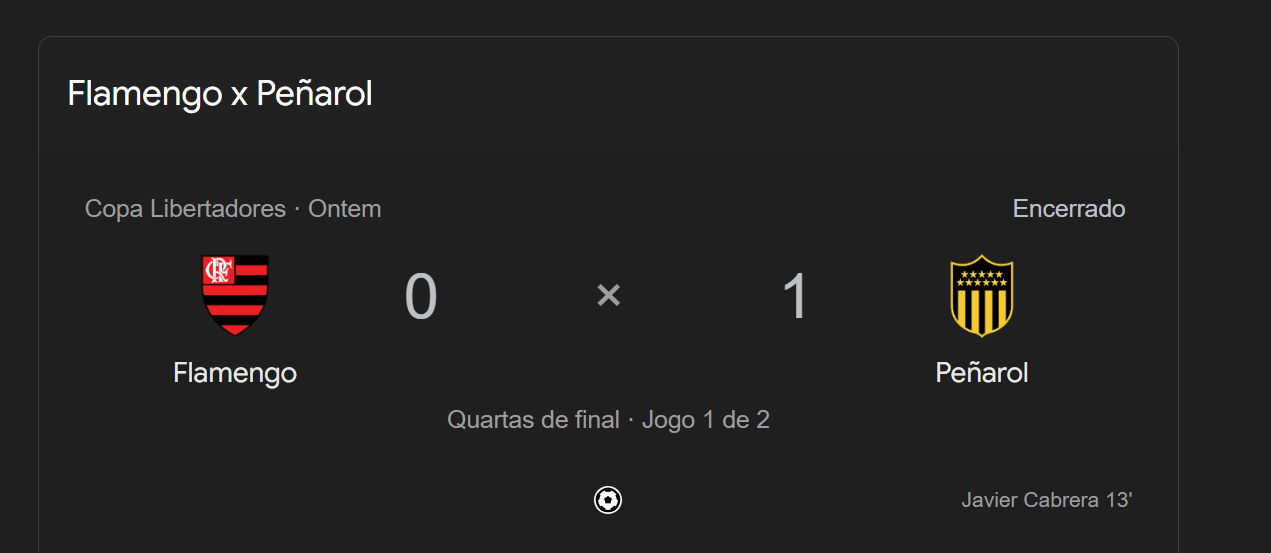 Flamengo x Peñarol
Copa Libertadores · Ontem
Encerrado
0 × 1
Flamengo
Peñarol
Quartas de final · Jogo 1 de 2
Javier Cabrera 13'